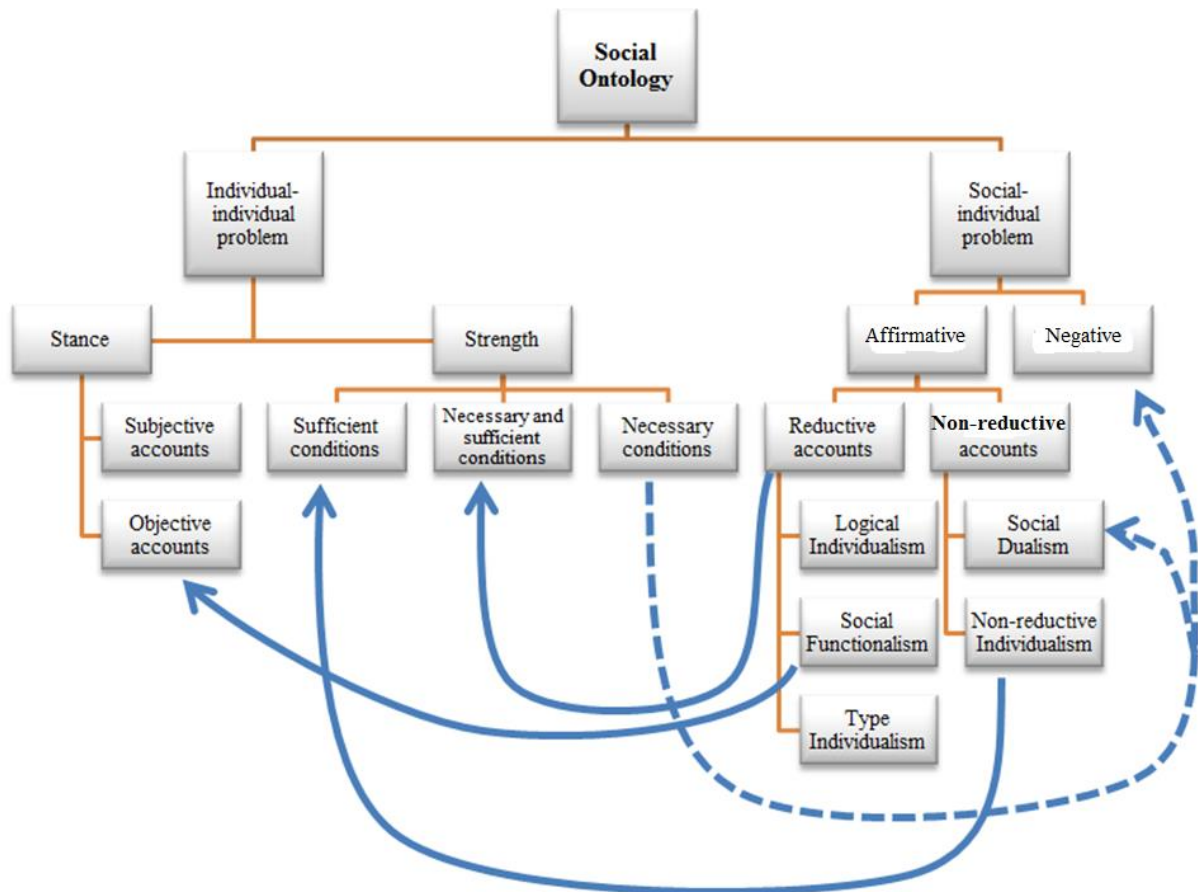 Social
Ontology
Individual-
individual
problem
Social-
individual
problem
Stance
Strength
Affirmative
Negative
Subjective
accounts
Sufficient
conditions
Necessary and
sufficient
conditions
Necessary
conditions
Reductive
accounts
Non-reductive
accounts
Objective
accounts
Logical
Individualism
Social
Dualism
Social
Functionalism
Non-reductive
Individualism
Type
Individualism